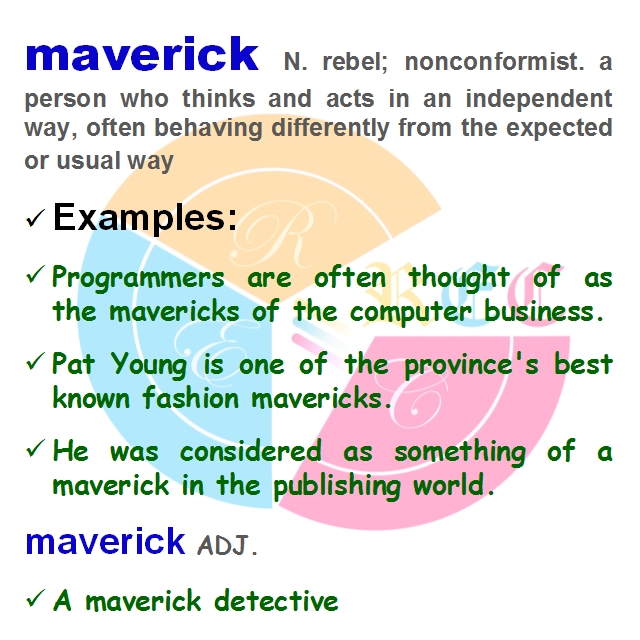 maverick N. rebel; nonconformist. a
person who thinks and acts in an independent
way, often behaving differently from the expected
or usual way
✓ Examples:
✓ Programmers are often thought of as
the mavericks of the computer business.
✓ Pat Young is one of the province's best
known fashion mavericks.
✓ He was considered as something of a
maverick in the publishing world.
maverick ADJ.
✓ A maverick detective
R
E
C
REC